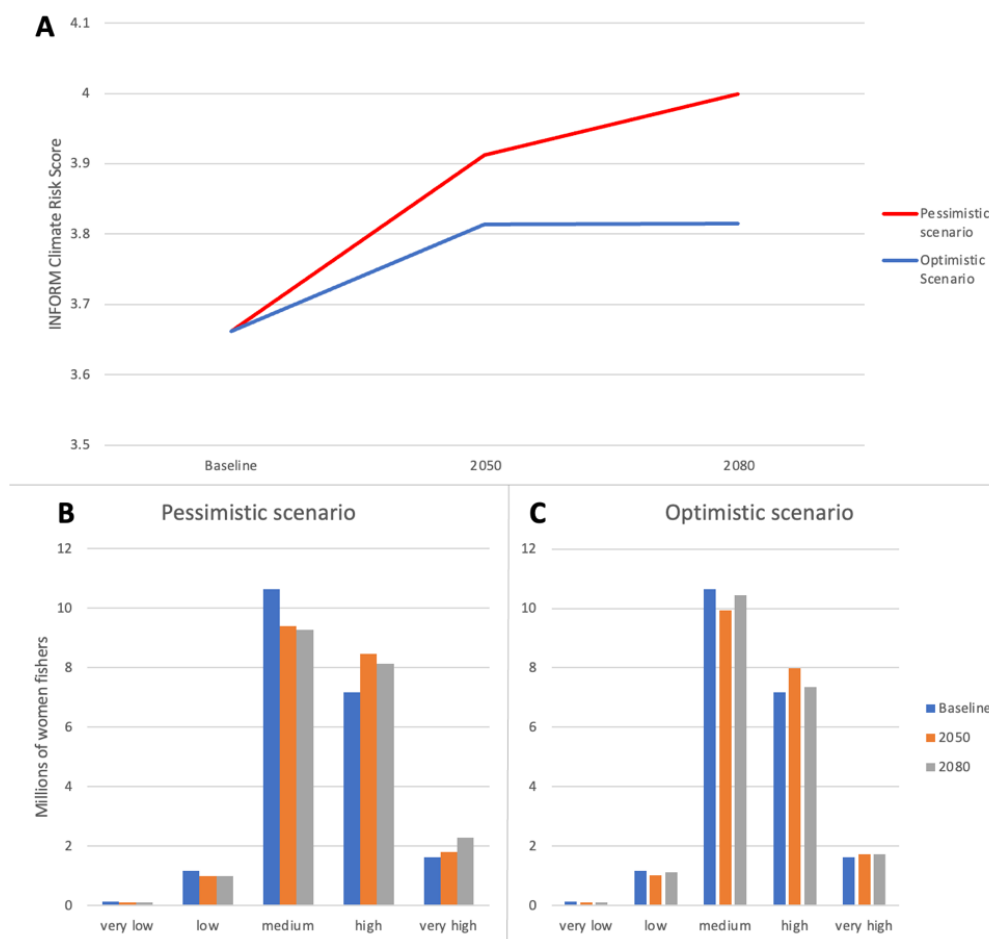 A
4.1
4
3.9
3.8
3.7
3.6
3.5
INFORM Climate Risk Score
Baseline
2050
2080
Pessimistic
scenario
Optimistic
Scenario
B
Pessimistic scenario
12
10
8
6
4
2
0
Millions of women fishers
very low
low
medium
high
very high
C
Optimistic scenario
12
10
8
6
4
2
0
very low
low
medium
high
very high
Baseline
2050
2080